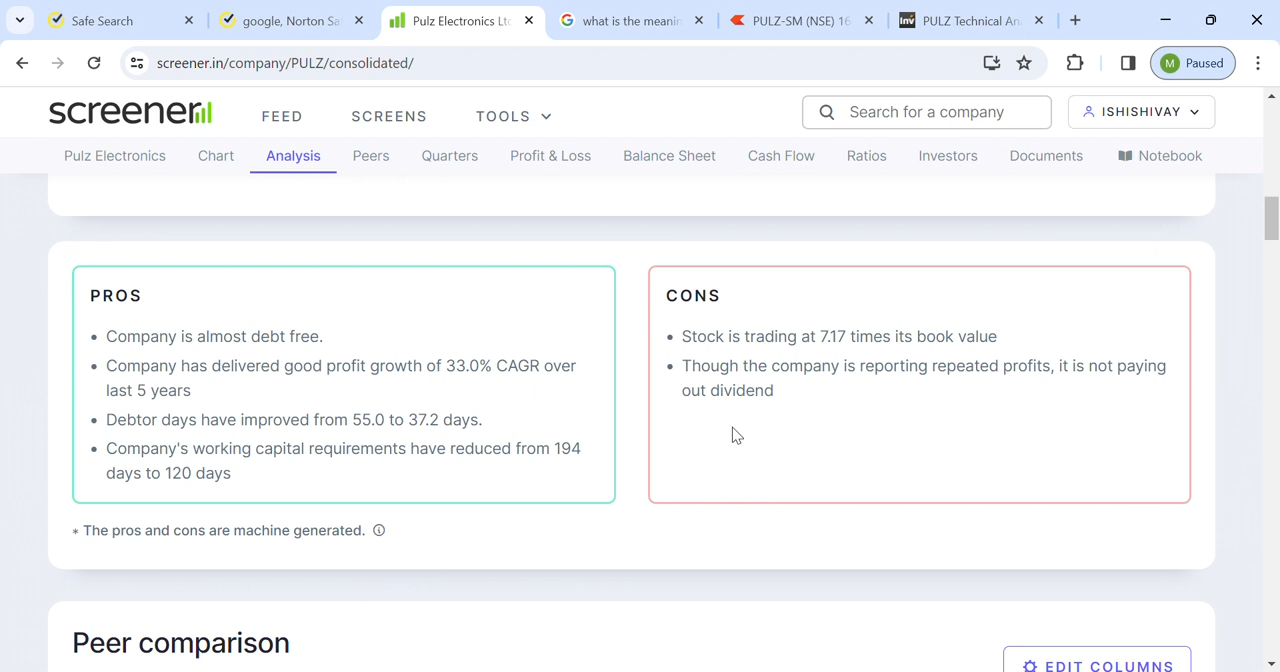 Safe Search
google, Norton Sa
Pulz Electronics Ltd
what is the meanin
PULZ-SM (NSE) 16
PULZ Technical An
screener.in/company/PULZ/consolidated/
M Paused
screener
FEED
SCREENS
TOOLS
Search for a company
ISHISHIVAY
Pulz Electronics
Chart
Analysis
Peers
Quarters
Profit & Loss
Balance Sheet
Cash Flow
Ratios
Investors
Documents
Notebook
PROS
• Company is almost debt free.
• Company has delivered good profit growth of 33.0% CAGR over
last 5 years
• Debtor days have improved from 55.0 to 37.2 days.
• Company's working capital requirements have reduced from 194
days to 120 days
CONS
• Stock is trading at 7.17 times its book value
• Though the company is reporting repeated profits, it is not paying
out dividend
* The pros and cons are machine generated.
Peer comparison
EDIT COLUMNS